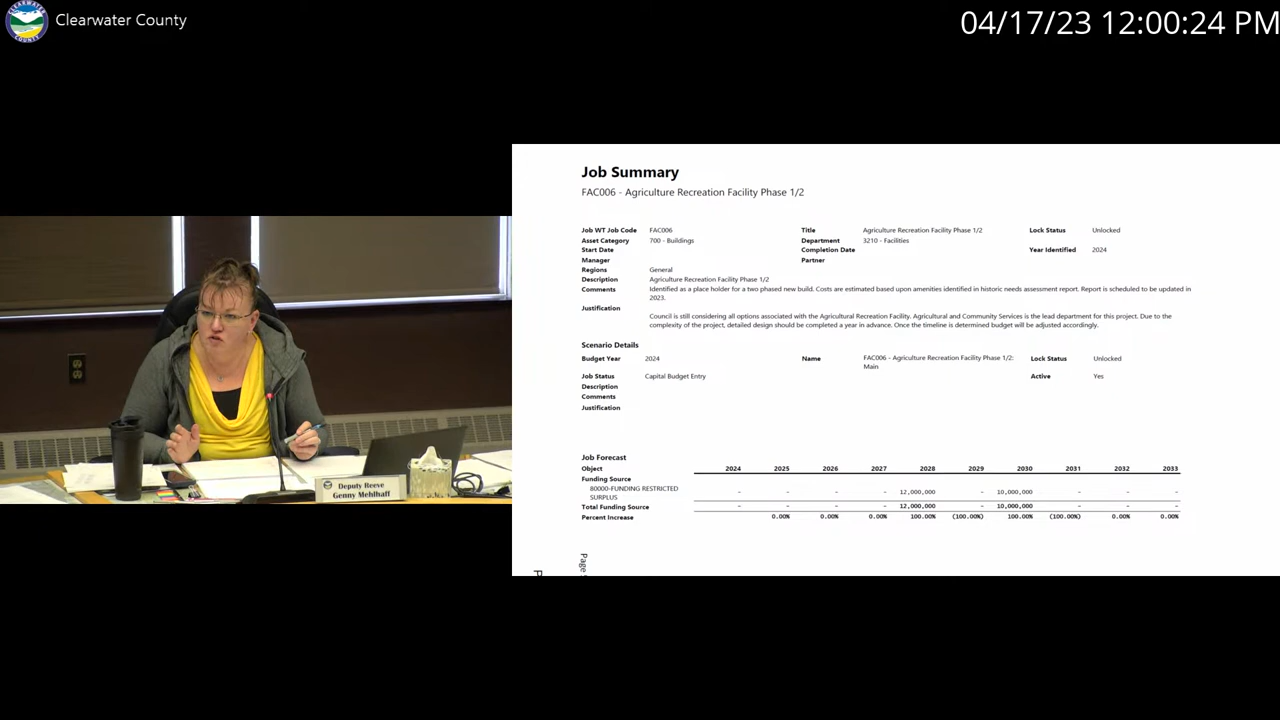 Clearwater County
04/17/23 12:00:24 PM
CLEARWATER
COUNTY
Job Summary
FAC006 - Agriculture Recreation Facility Phase 1/2
Job WT Job Code FAC006 Title Agriculture Recreation Facility Phase 1/2 Lock Status Unlocked
Asset Category 700 - Buildings Department 3210 - Facilities
Start Date Completion Date Year Identified 2024
Manager Partner
Regions General
Description Agriculture Recreation Facility Phase 1/2
Comments Identified as a place holder for a two phased new build. Costs are estimated based upon amenities identified in historic needs assessment report. Report is scheduled to be updated in
2023.
Justification
Council is still considering all options associated with the Agricultural Recreation Facility. Agricultural and Community Services is the lead department for this project. Due to the
complexity of the project, detailed design should be completed a year in advance. Once the timeline is determined budget will be adjusted accordingly.
Scenario Details
Budget Year 2024 Name FAC006 - Agriculture Recreation Facility Phase 1/2: Lock Status Unlocked
Main
Job Status Capital Budget Entry Active Yes
Description
Comments
Justification
Job Forecast
Object 2024 2025 2026 2027 2028 2029 2030 2031 2032 2033
Funding Source
80000-FUNDING RESTRICTED - - - - 12,000,000 - 10,000,000 - - -
SURPLUS
Total Funding Source - - - - 12,000,000 - 10,000,000 - - -
Percent Increase 0.00% 0.00% 0.00% 100.00% (100.00%) 100.00% (100.00%) 0.00% 0.00%
Page
P
Deputy Reeve
Genny Mehlhaff